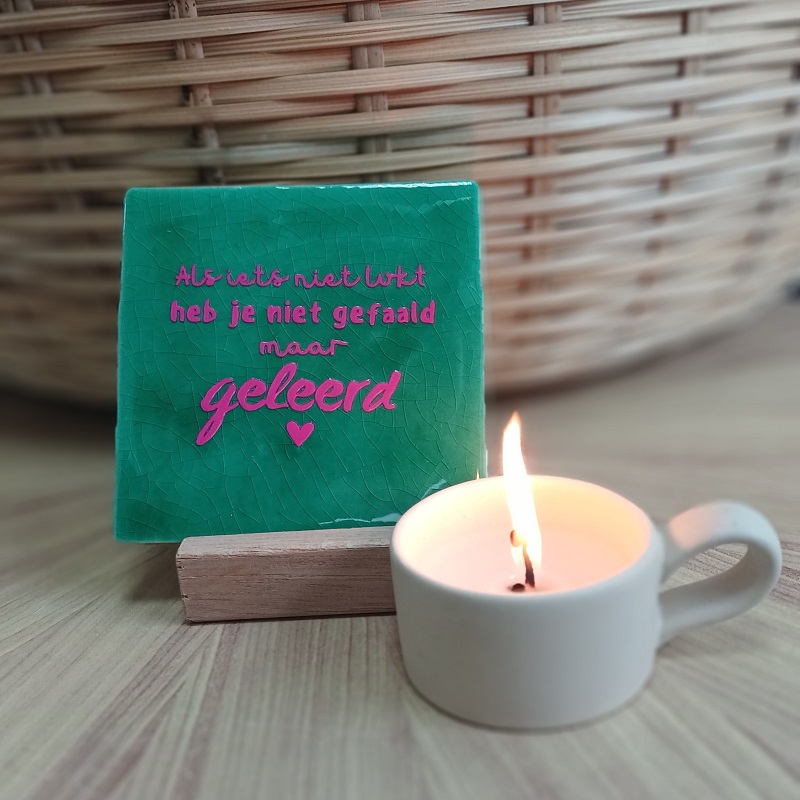 Als iets niet lukt
heb je niet gefaald
maar
geleerd